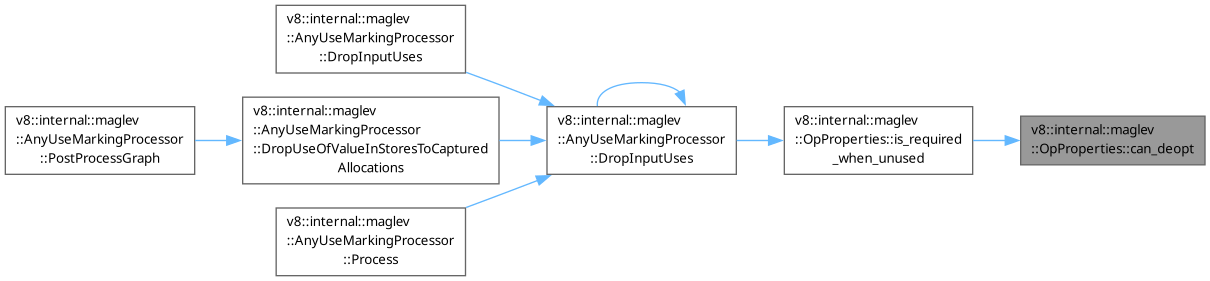 v8::internal::maglev
::AnyUseMarkingProcessor
::PostProcessGraph
v8::internal::maglev
::AnyUseMarkingProcessor
::DropInputUses
v8::internal::maglev
::AnyUseMarkingProcessor
::DropUseOfValueInStoresToCaptured
Allocations
v8::internal::maglev
::AnyUseMarkingProcessor
::Process
v8::internal::maglev
::AnyUseMarkingProcessor
::DropInputUses
v8::internal::maglev
::OpProperties::is_required
_when_unused
v8::internal::maglev
::OpProperties::can_deopt